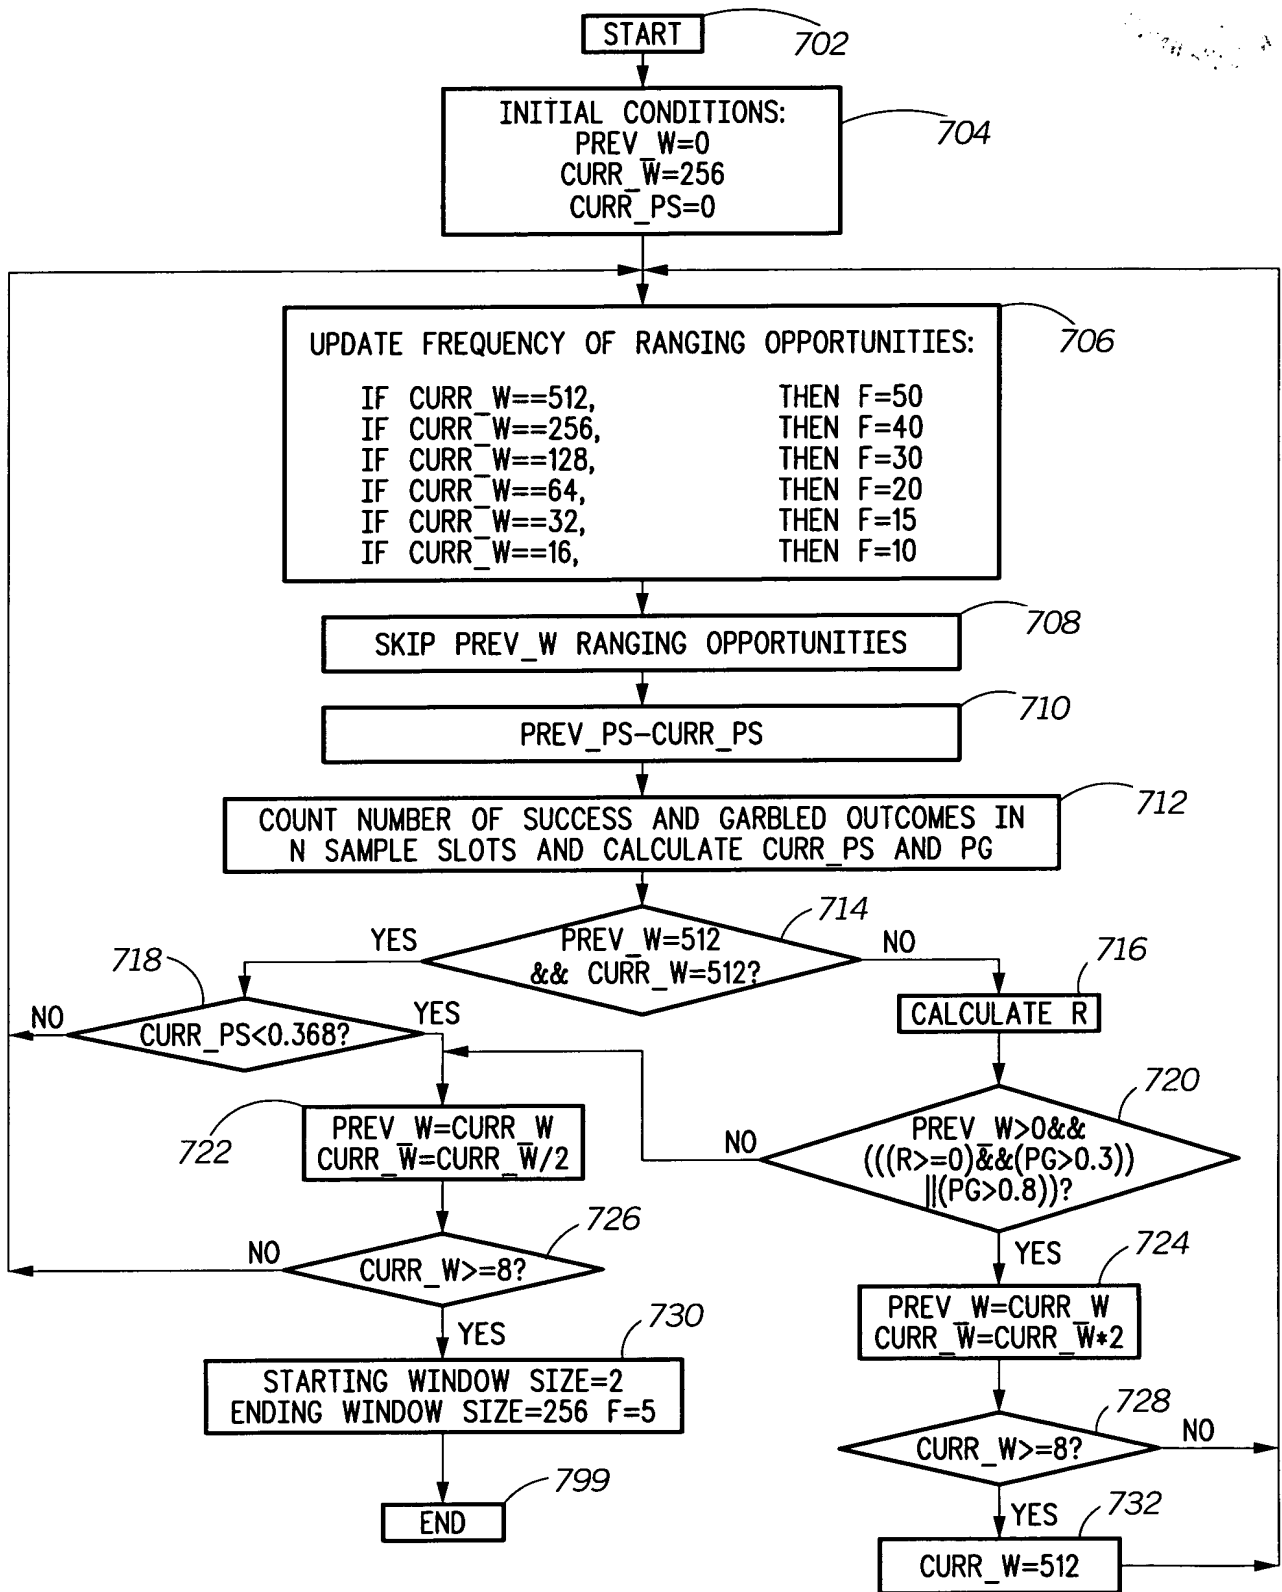 START
702
INITIAL CONDITIONS:
PREV_W=0
CURR_W=256
CURR_PS=0
704
UPDATE FREQUENCY OF RANGING OPPORTUNITIES:
706
IF CURR_W==512, THEN F=50
IF CURR_W==256, THEN F=40
IF CURR_W==128, THEN F=30
IF CURR_W==64, THEN F=20
IF CURR_W==32, THEN F=15
IF CURR_W==16, THEN F=10
SKIP PREV_W RANGING OPPORTUNITIES
708
PREV_PS-CURR_PS
710
COUNT NUMBER OF SUCCESS AND GARBLED OUTCOMES IN
N SAMPLE SLOTS AND CALCULATE CURR_PS AND PG
712
PREV_W=512
&& CURR_W=512?
714
YES
NO
718
CURR_PS<0.368?
NO
YES
716
CALCULATE R
720
PREV_W>0&&
(((R>=0)&&(PG>0.3))
||(PG>0.8))?
NO
YES
722
PREV_W=CURR_W
CURR_W=CURR_W/2
724
PREV_W=CURR_W
CURR_W=CURR_W*2
726
CURR_W>=8?
NO
YES
728
CURR_W>=8?
NO
YES
730
STARTING WINDOW SIZE=2
ENDING WINDOW SIZE=256 F=5
732
CURR_W=512
799
END